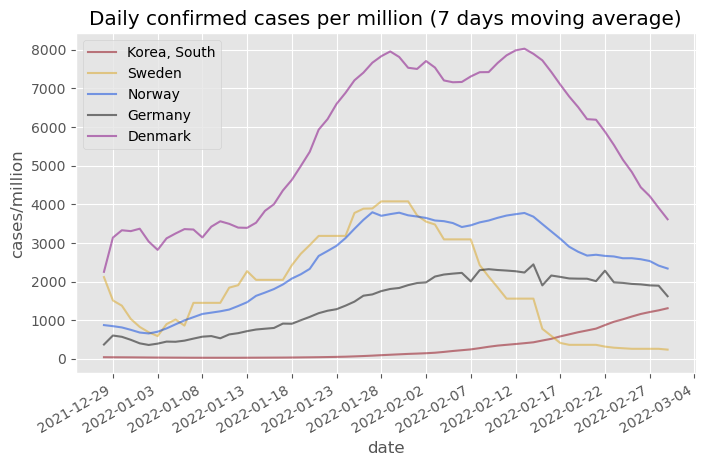 Daily confirmed cases per million (7 days moving average)
Korea, South
Sweden
Norway
Germany
Denmark
cases/million
8000
7000
6000
5000
4000
3000
2000
1000
0
2021-12-29
2022-01-03
2022-01-08
2022-01-13
2022-01-18
2022-01-23
2022-01-28
2022-02-02
2022-02-07
2022-02-12
2022-02-17
2022-02-22
2022-02-27
2022-03-04
date